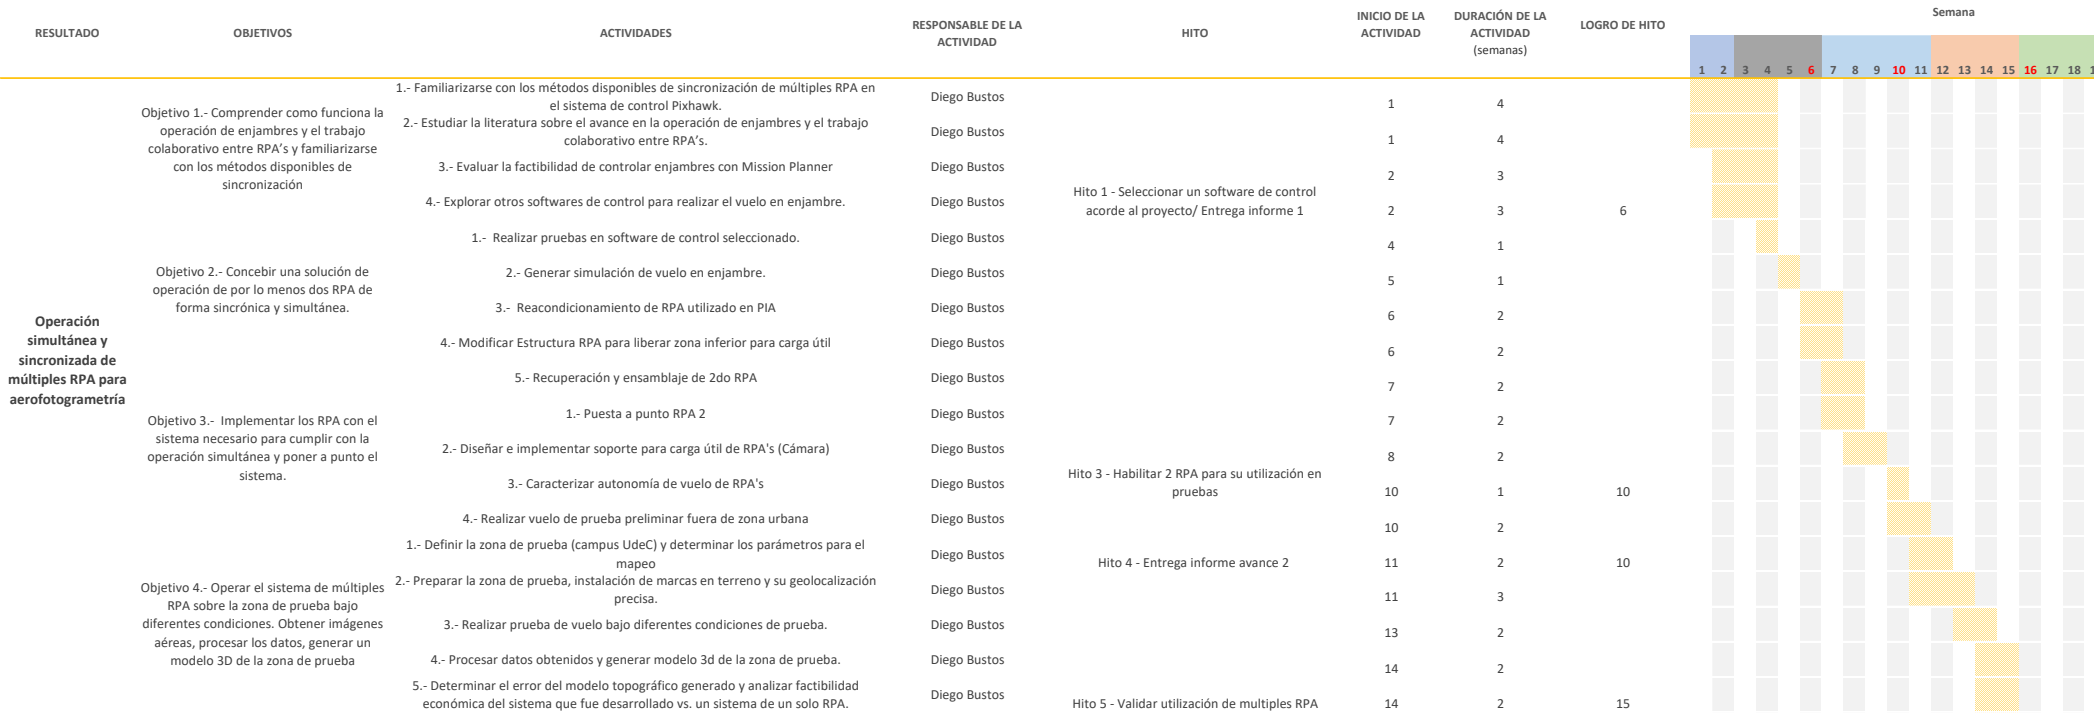 RESULTADO
OBJETIVOS
ACTIVIDADES
RESPONSABLE DE LA
ACTIVIDAD
HITO
INICIO DE LA
ACTIVIDAD
DURACIÓN DE LA
ACTIVIDAD
(semanas)
LOGRO DE HITO
Semana
1 2 3 4 5 6 7 8 9 10 11 12 13 14 15 16 17 18 1
Operación
simultánea y
sincronizada de
múltiples RPA para
aerofotogrametría
Objetivo 1.- Comprender como funciona la
operación de enjambres y el trabajo
colaborativo entre RPA's y familiarizarse
con los métodos disponibles de
sincronización
1.- Familiarizarse con los métodos disponibles de sincronización de múltiples RPA en
el sistema de control Pixhawk.
Diego Bustos
1
4
2.- Estudiar la literatura sobre el avance en la operación de enjambres y el trabajo
colaborativo entre RPA's.
Diego Bustos
1
4
3.- Evaluar la factibilidad de controlar enjambres con Mission Planner
Diego Bustos
2
3
4.- Explorar otros softwares de control para realizar el vuelo en enjambre.
Diego Bustos
Hito 1 - Seleccionar un software de control
acorde al proyecto/ Entrega informe 1
2
3
6
Objetivo 2.- Concebir una solución de
operación de por lo menos dos RPA de
forma sincrónica y simultánea.
1.- Realizar pruebas en software de control seleccionado.
Diego Bustos
4
1
2.- Generar simulación de vuelo en enjambre.
Diego Bustos
5
1
3.- Reacondicionamiento de RPA utilizado en PIA
Diego Bustos
6
2
4.- Modificar Estructura RPA para liberar zona inferior para carga útil
Diego Bustos
6
2
5.- Recuperación y ensamblaje de 2do RPA
Diego Bustos
7
2
Objetivo 3.- Implementar los RPA con el
sistema necesario para cumplir con la
operación simultánea y poner a punto el
sistema.
1.- Puesta a punto RPA 2
Diego Bustos
7
2
2.- Diseñar e implementar soporte para carga útil de RPA's (Cámara)
Diego Bustos
8
2
3.- Caracterizar autonomía de vuelo de RPA's
Diego Bustos
Hito 3 - Habilitar 2 RPA para su utilización en
pruebas
10
1
10
4.- Realizar vuelo de prueba preliminar fuera de zona urbana
Diego Bustos
10
2
Objetivo 4.- Operar el sistema de múltiples
RPA sobre la zona de prueba bajo
diferentes condiciones. Obtener imágenes
aéreas, procesar los datos, generar un
modelo 3D de la zona de prueba
1.- Definir la zona de prueba (campus UdeC) y determinar los parámetros para el
mapeo
Diego Bustos
Hito 4 - Entrega informe avance 2
11
2
10
2.- Preparar la zona de prueba, instalación de marcas en terreno y su geolocalización
precisa.
Diego Bustos
11
3
3.- Realizar prueba de vuelo bajo diferentes condiciones de prueba.
Diego Bustos
13
2
4.- Procesar datos obtenidos y generar modelo 3d de la zona de prueba.
Diego Bustos
14
2
5.- Determinar el error del modelo topográfico generado y analizar factibilidad
económica del sistema que fue desarrollado vs. un sistema de un solo RPA.
Diego Bustos
Hito 5 - Validar utilización de multiples RPA
14
2
15